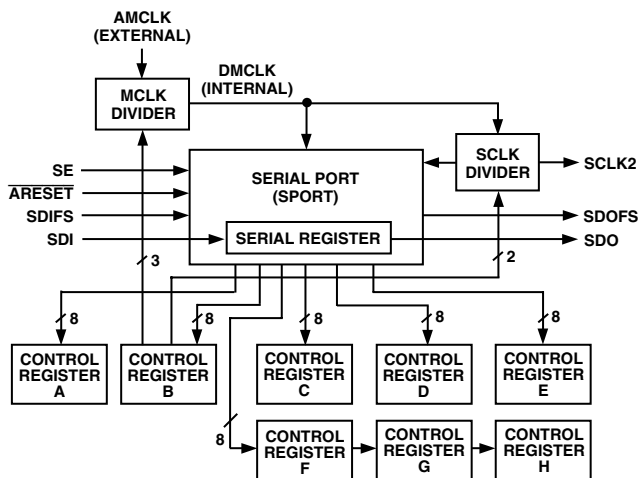 AMCLK
(EXTERNAL)
DMCLK
(INTERNAL)
MCLK
DIVIDER
SE
ARESET
SDIFS
SDI
SERIAL PORT
(SPORT)
SERIAL REGISTER
SCLK
DIVIDER
SCLK2
SDOFS
SDO
3
2
8
8
8
8
8
CONTROL
REGISTER
A
CONTROL
REGISTER
B
CONTROL
REGISTER
C
CONTROL
REGISTER
D
CONTROL
REGISTER
E
8
CONTROL
REGISTER
F
CONTROL
REGISTER
G
CONTROL
REGISTER
H